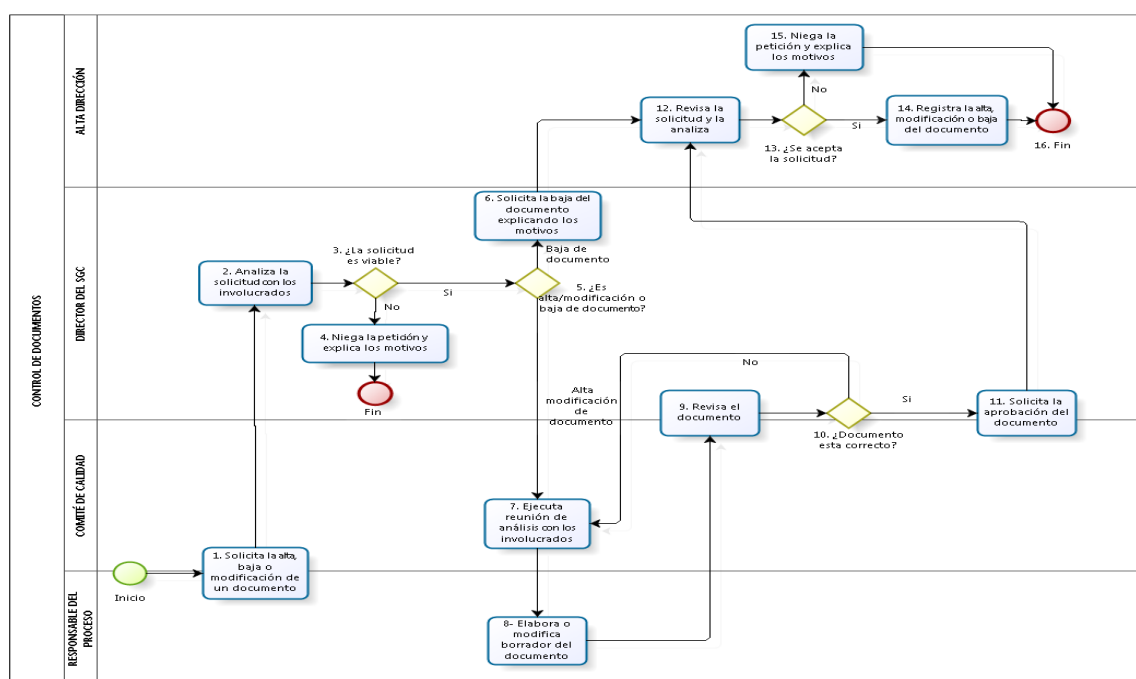 CONTROL DE DOCUMENTOS
ALTA DIRECCIÓN
15. Niega la
petición y explica
los motivos
No
12. Revisa la
solicitud y la
analiza
13. ¿Se acepta
la solicitud?
Si
14. Registra la alta,
modificación o baja
del documento
16. Fin
DIRECTOR DEL SGC
6. Solicita la baja del
documento
explicando los
motivos
Baja de
documento
3. ¿La solicitud
es viable?
2. Analiza la
solicitud con los
involucrados
Si
5. ¿Es
alta/modificación o
baja de documento?
No
4. Niega la petición y
explica los motivos
Fin
Alta
modificación
de
documento
No
9. Revisa el
documento
10. ¿Documento
esta correcto?
Si
11. Solicita la
aprobación del
documento
COMITÉ DE CALIDAD
7. Ejecuta
reunión de
análisis con los
involucrados
1. Solicita la alta,
baja o
modificación de
un documento
Inicio
RESPONSABLE DEL
PROCESO
8- Elabora o
modifica
borrador del
documento